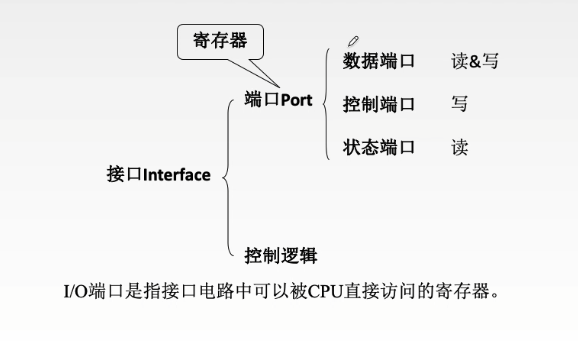 寄存器
数据端口 读&写
端口Port
控制端口 写
状态端口 读
接口Interface
控制逻辑
I/O端口是指接口电路中可以被CPU直接访问的寄存器。